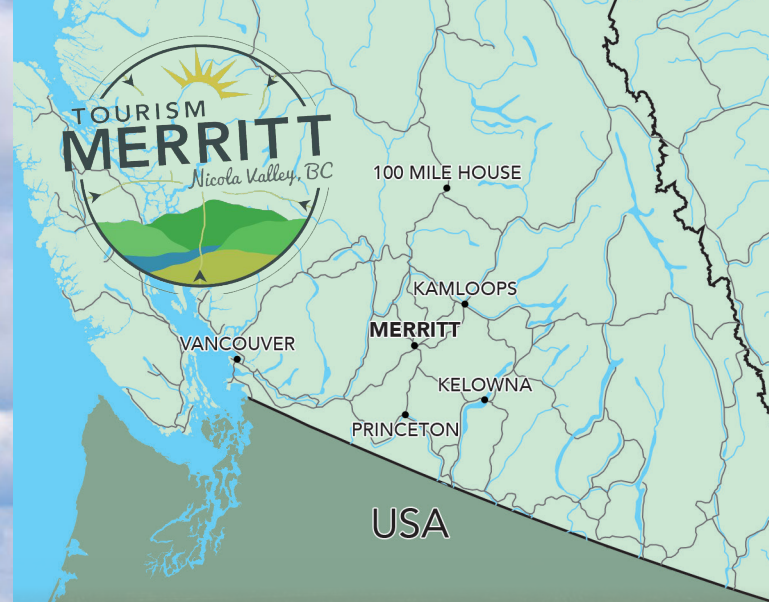 TOURISM
MERRITT
Nicola Valley, BC
100 MILE HOUSE
KAMLOOPS
MERRITT
VANCOUVER
KELOWNA
PRINCETON
USA